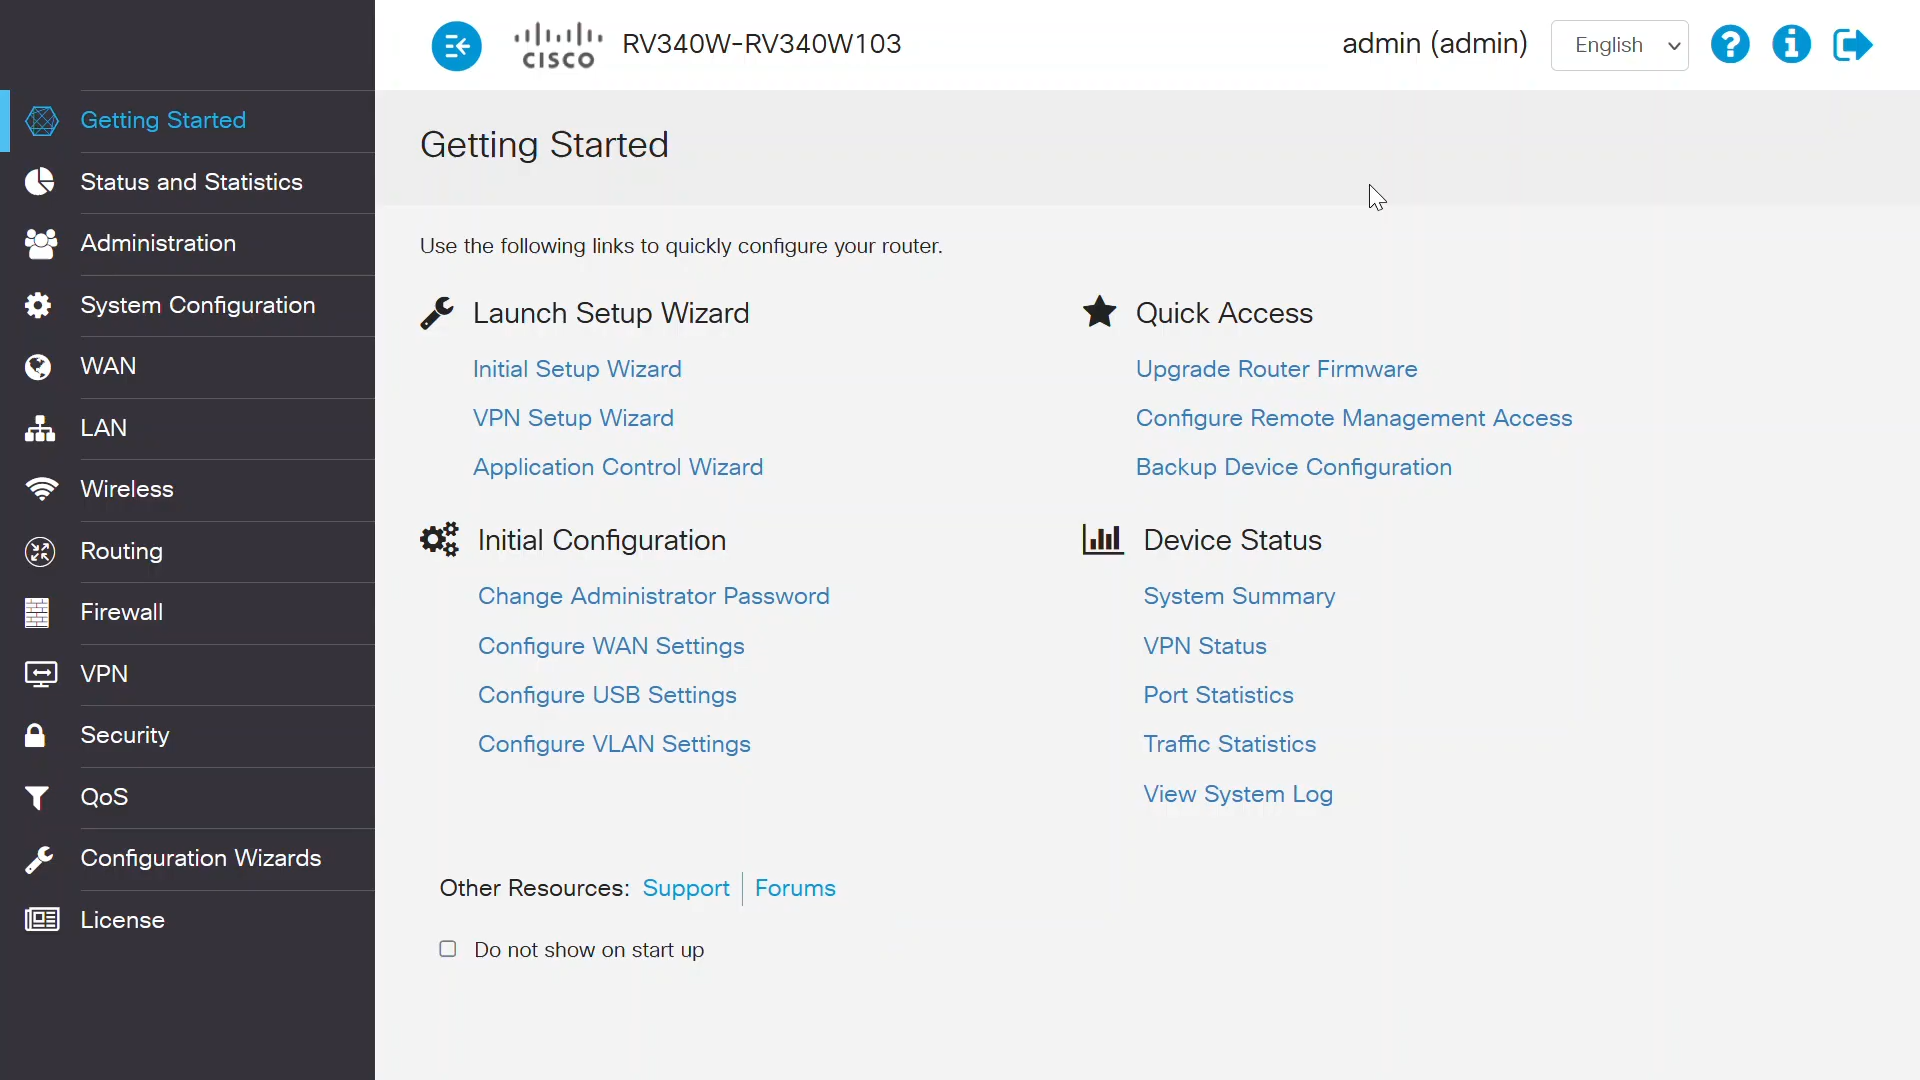 CISCO
RV340W-RV340W103
admin (admin)
English
Getting Started
Status and Statistics
Administration
System Configuration
WAN
LAN
Wireless
Routing
Firewall
VPN
Security
QoS
Configuration Wizards
License
Getting Started
Use the following links to quickly configure your router.
Launch Setup Wizard
Initial Setup Wizard
VPN Setup Wizard
Application Control Wizard
Quick Access
Upgrade Router Firmware
Configure Remote Management Access
Backup Device Configuration
Initial Configuration
Change Administrator Password
Configure WAN Settings
Configure USB Settings
Configure VLAN Settings
Device Status
System Summary
VPN Status
Port Statistics
Traffic Statistics
View System Log
Other Resources: Support Forums
Do not show on start up